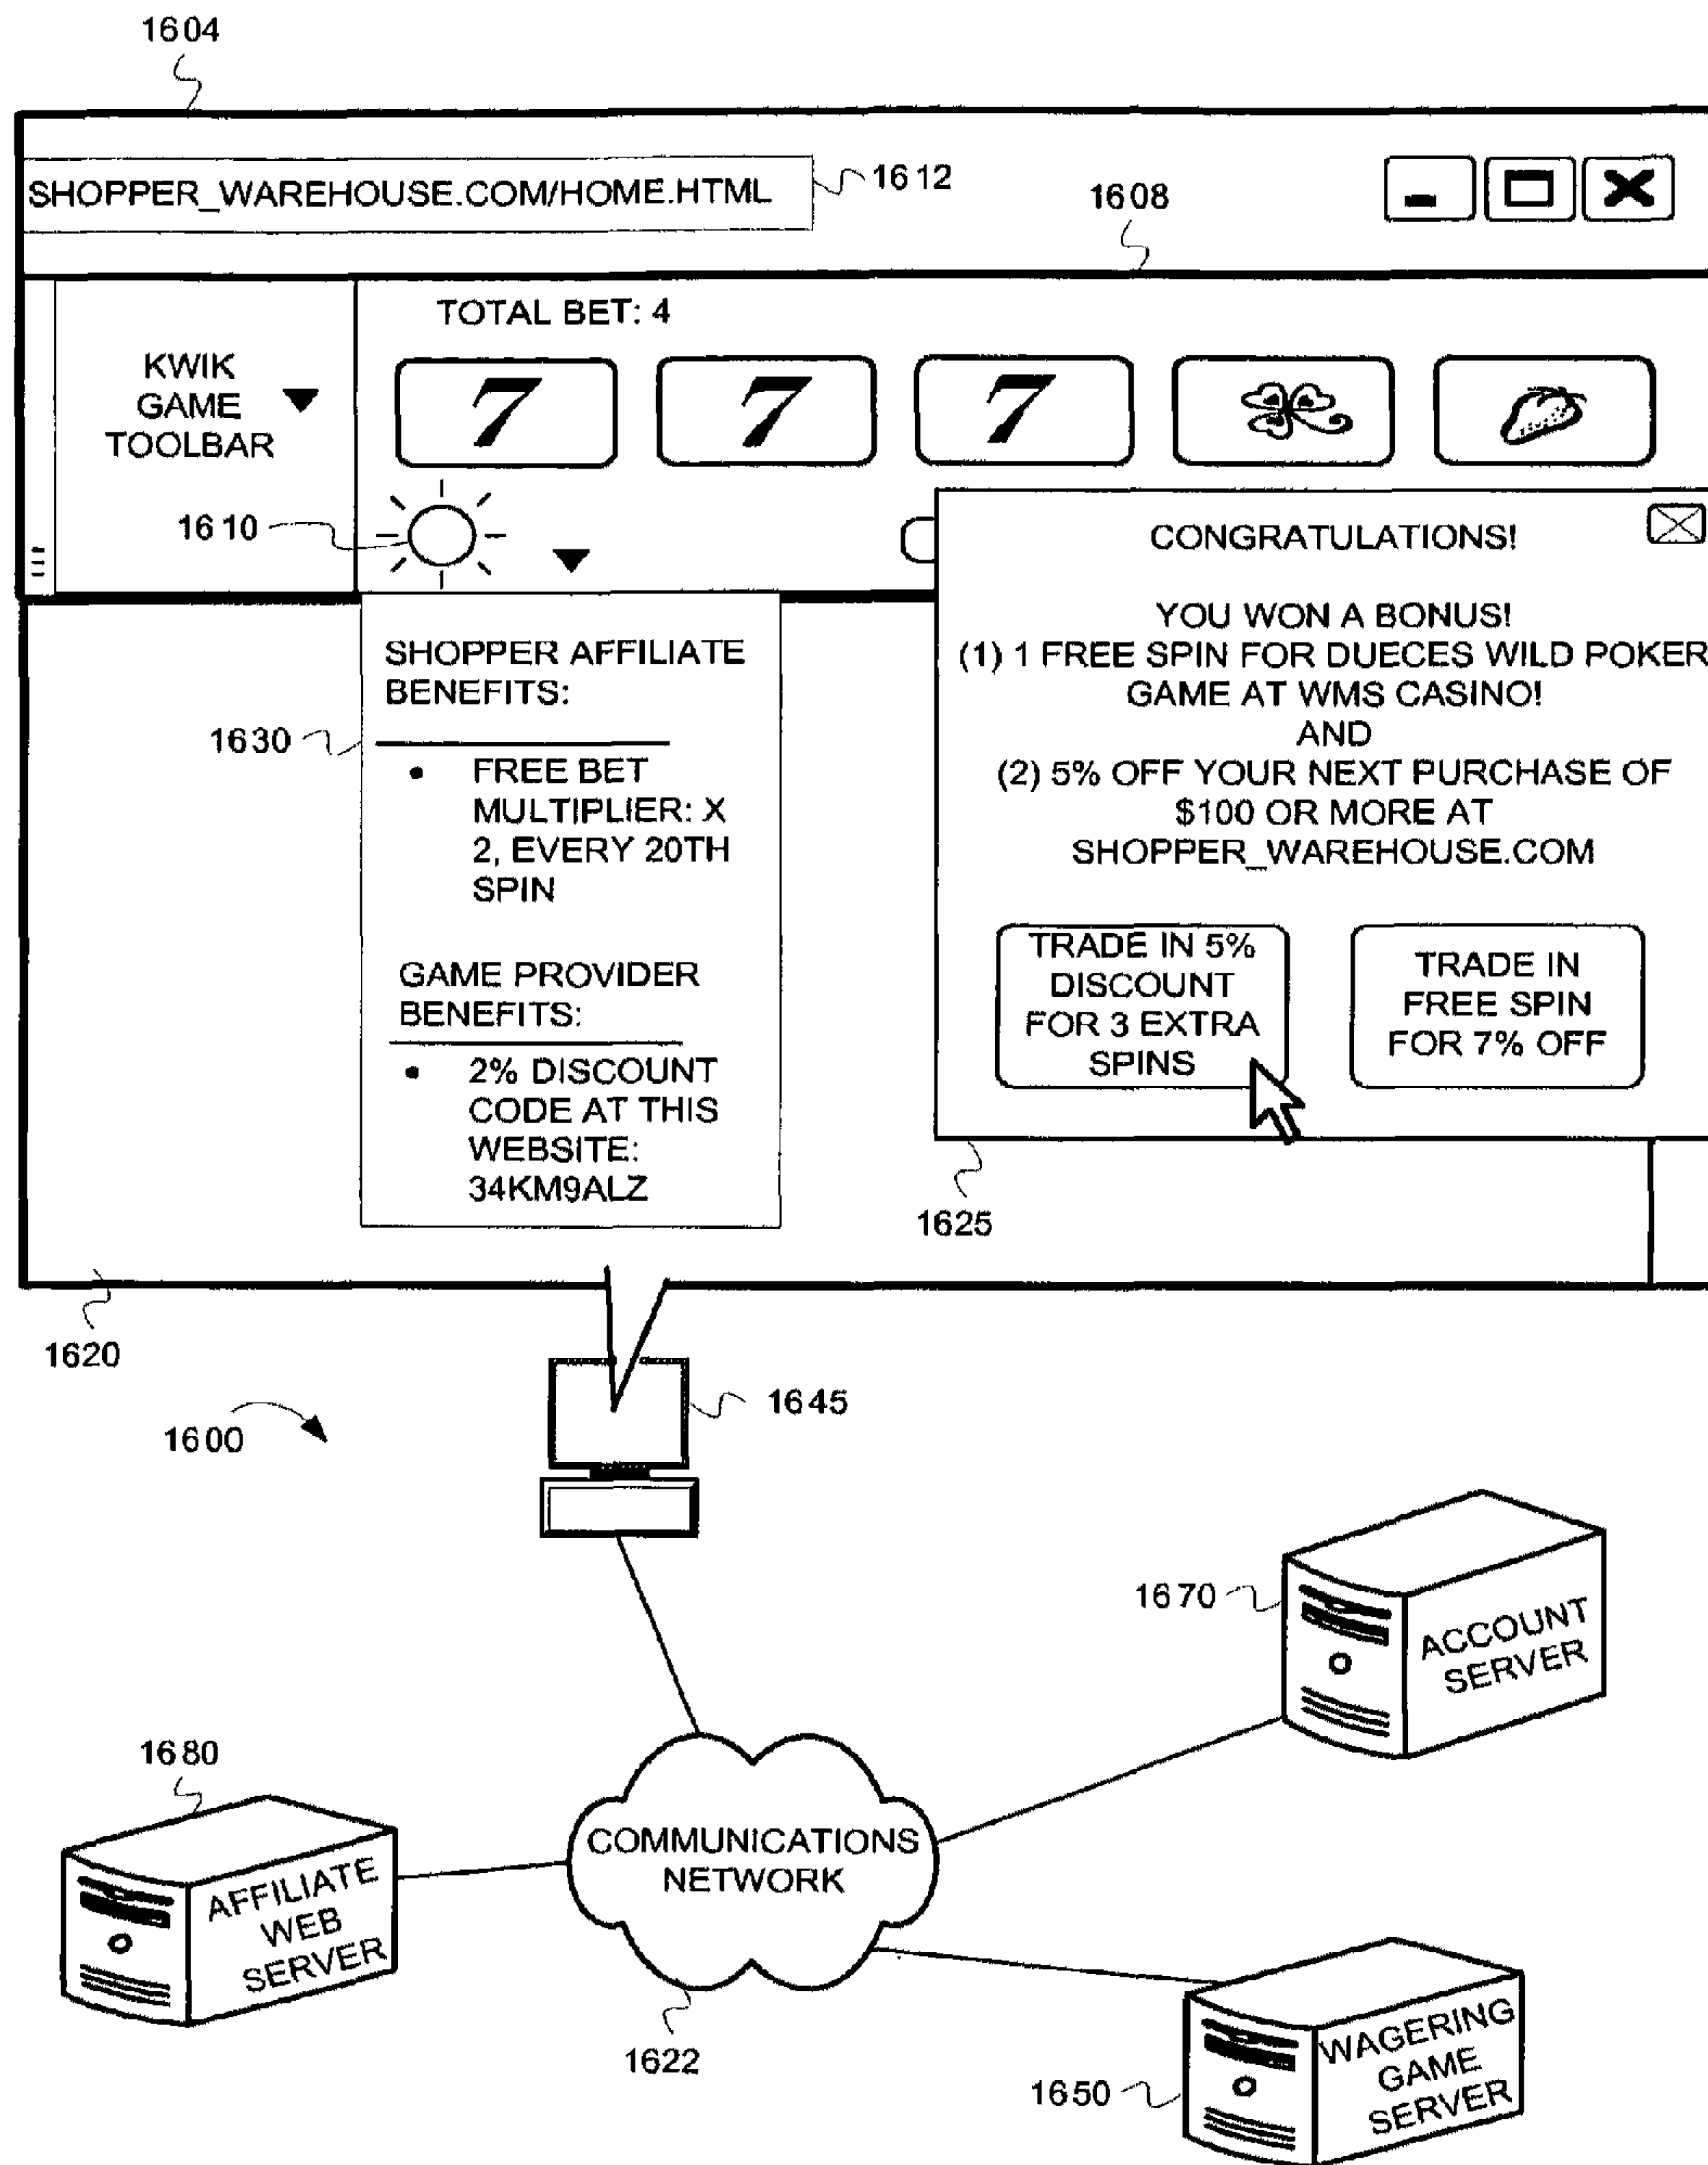 1604
SHOPPER_WAREHOUSE.COM/HOME.HTML
1612
1608
KWIK
GAME
TOOLBAR
TOTAL BET: 4
7
7
7
1610
SHOPPER AFFILIATE
BENEFITS:
1630
• FREE BET
MULTIPLIER: X
2, EVERY 20TH
SPIN
GAME PROVIDER
BENEFITS:
• 2% DISCOUNT
CODE AT THIS
WEBSITE:
34KM9ALZ
CONGRATULATIONS!
YOU WON A BONUS!
(1) 1 FREE SPIN FOR DUECES WILD POKER
GAME AT WMS CASINO!
AND
(2) 5% OFF YOUR NEXT PURCHASE OF
$100 OR MORE AT
SHOPPER_WAREHOUSE.COM
TRADE IN 5%
DISCOUNT
FOR 3 EXTRA
SPINS
TRADE IN
FREE SPIN
FOR 7% OFF
1625
1620
1600
1645
1670
ACCOUNT
SERVER
1680
AFFILIATE
WEB
SERVER
COMMUNICATIONS
NETWORK
1622
1650
WAGERING
GAME
SERVER